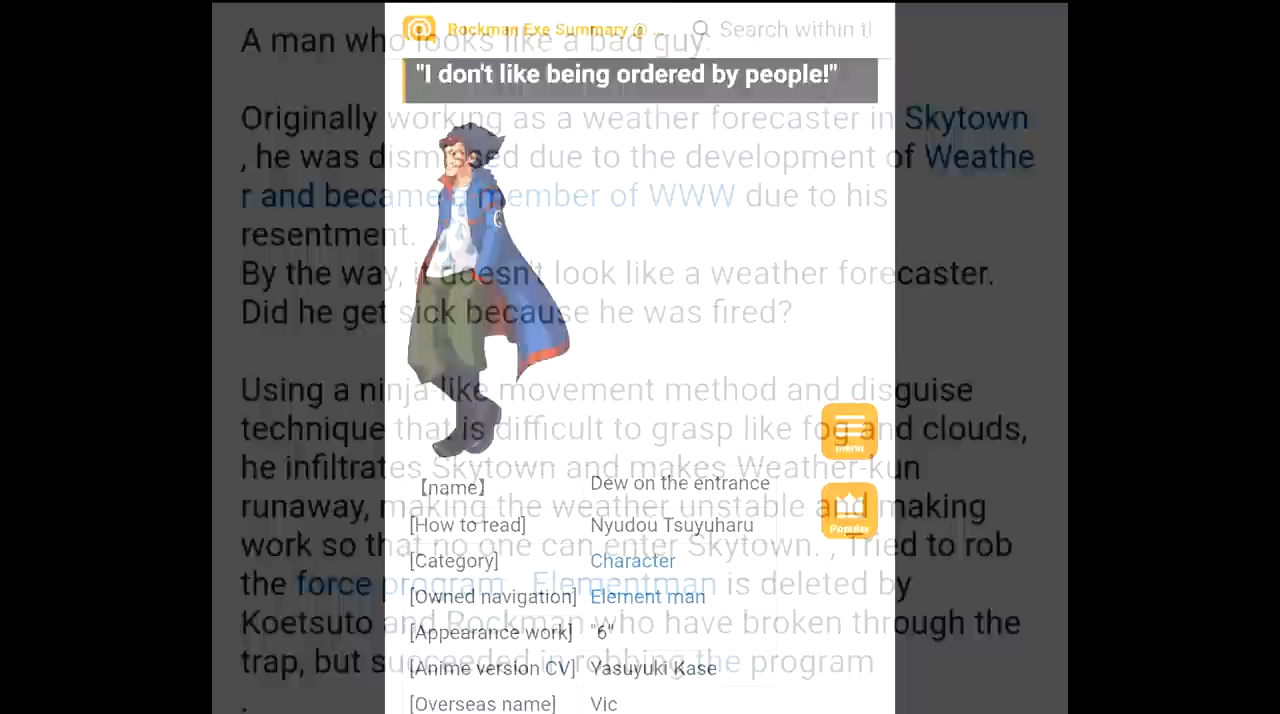 Rockman Exe Summary @ ...
Search within tl
A man who looks like a bad guy.
"I don't like being ordered by people!"
Originally working as a weather forecaster in Skytown
, he was dismissed due to the development of Weathe
r and became a member of WWW due to his
resentment.
By the way, it doesn't look like a weather forecaster.
Did he get sick because he was fired?
Using a ninja-like movement method and disguise
technique that is difficult to grasp like fog and clouds,
he infiltrates Skytown and makes Weather-kun
runaway, making the weather unstable and making
work so that no one can enter Skytown. , Tried to rob
the force program . Elementman is deleted by
Koetsuto and Rockman who have broken through the
trap, but succeeded in robbing the program
.
menu
Popular
【name】 Dew on the entrance
[How to read] Nyudou Tsuyuharu
[Category] Character
[Owned navigation] Element man
[Appearance work] "6"
[Anime version CV] Yasuyuki Kase
[Overseas name] Vic